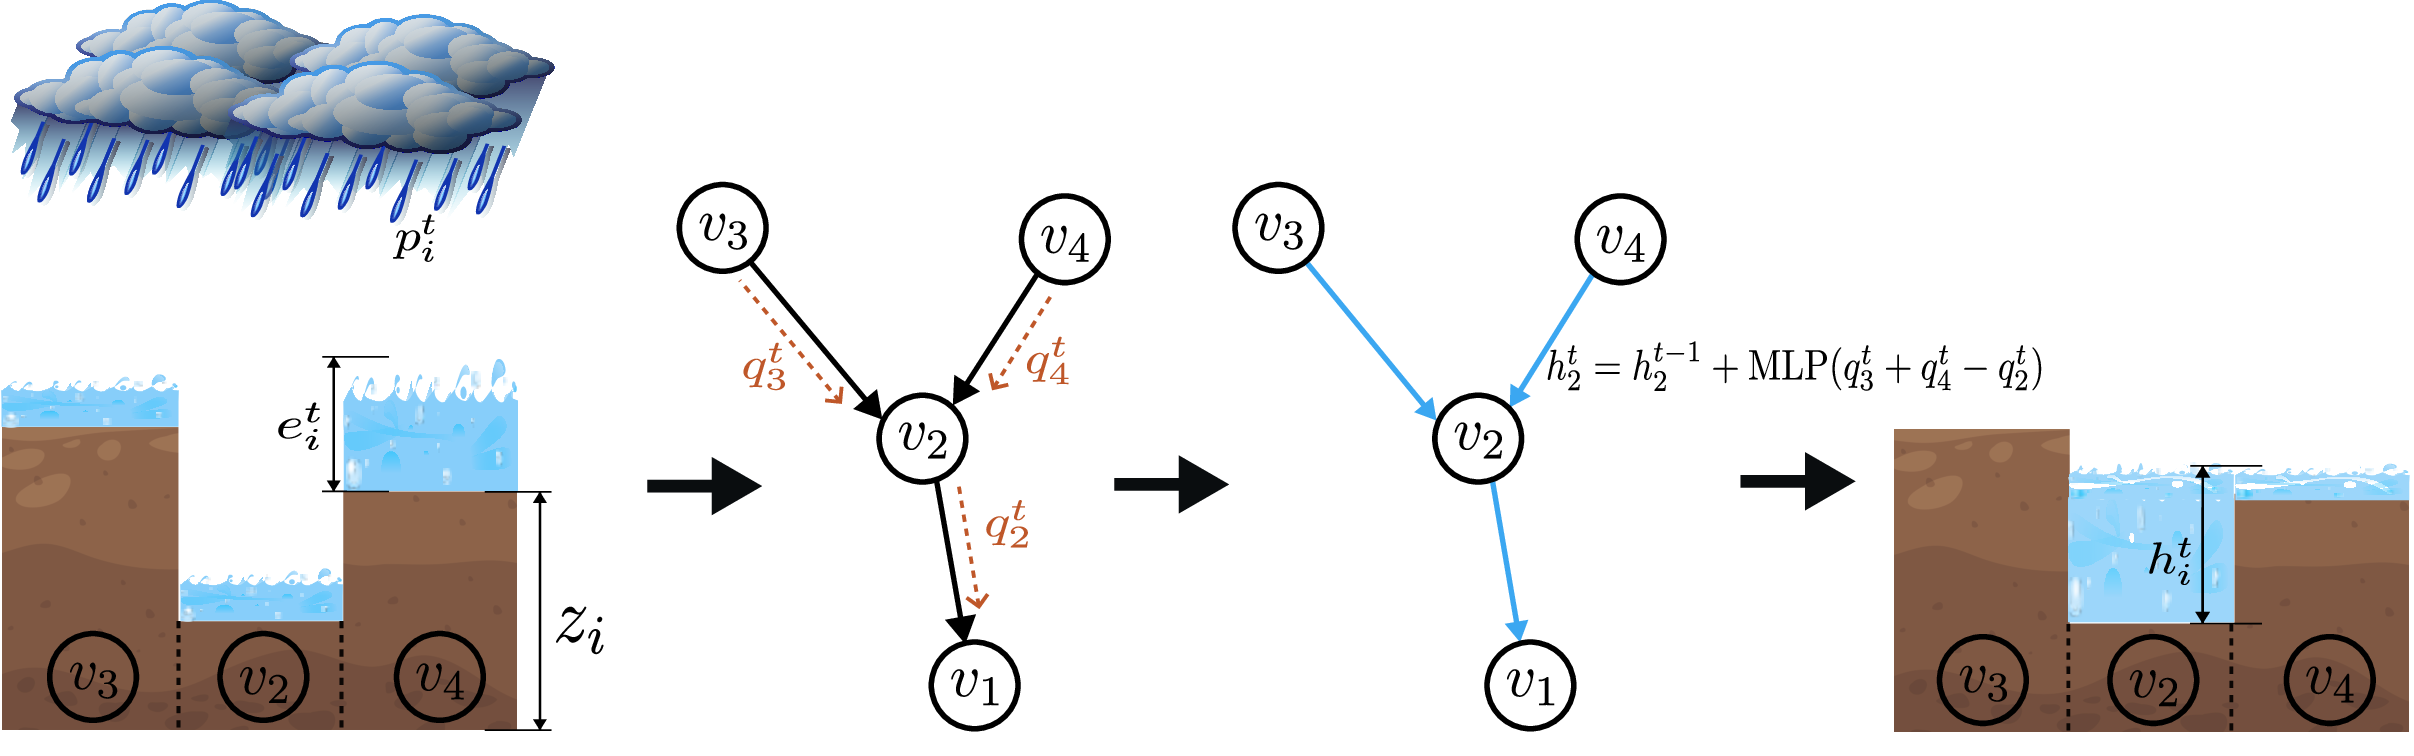 p_i^t
e_i^t
z_i
v_3
v_2
v_4
v_3
v_4
q_3^t
q_4^t
v_2
q_2^t
v_1
v_3
v_4
h_2^t = h_2^{t-1} + MLP(q_3^t + q_4^t - q_2^t)
v_2
v_1
h_i^t
v_3
v_2
v_4